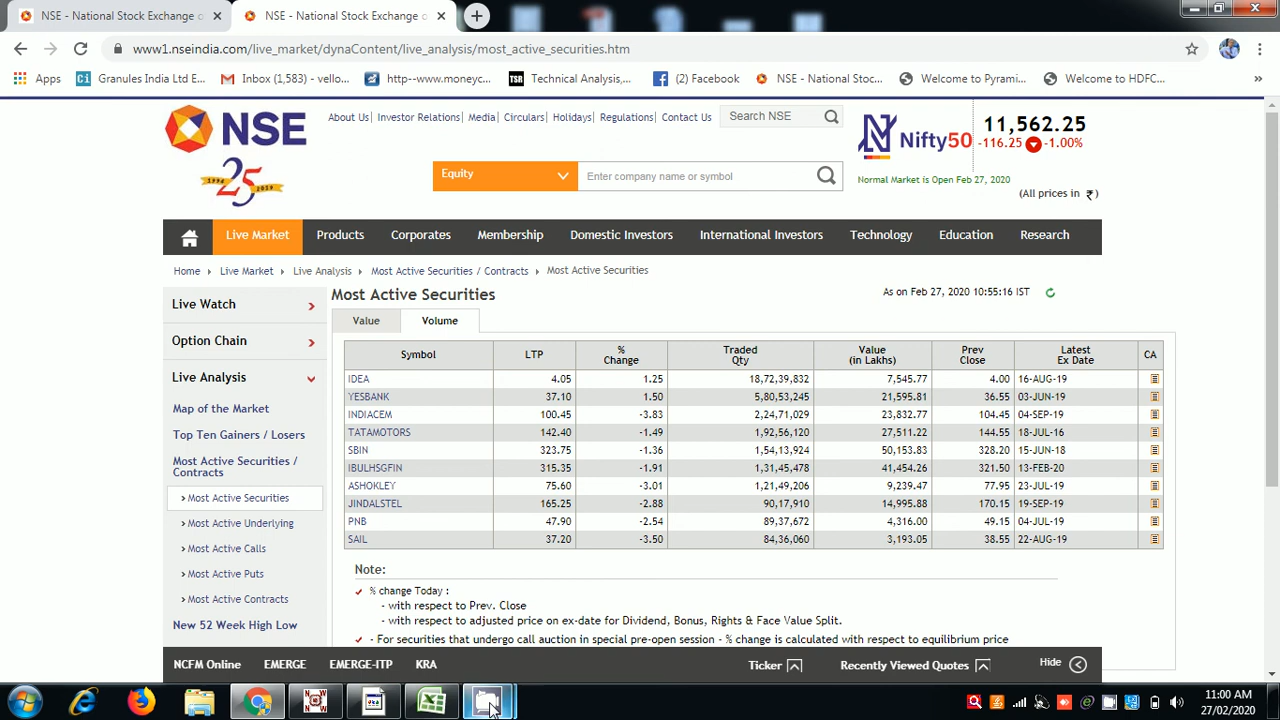 NSE - National Stock Exchange o
NSE - National Stock Exchange o
www1.nseindia.com/live_market/dynaContent/live_analysis/most_active_securities.htm
Apps
Granules India Ltd E...
Inbox (1,583) - vello...
http--www.moneyc...
TSR
Technical Analysis,...
(2) Facebook
NSE - National Stoc...
Welcome to Pyrami...
Welcome to HDFC...
»
NSE
1994 25 2019
About Us| Investor Relations| Media| Circulars| Holidays| Regulations| Contact Us
Search NSE
Equity
Enter company name or symbol
Nifty50
11,562.25
-116.25 -1.00%
Normal Market is Open Feb 27, 2020
(All prices in ₹)
Live Market Products Corporates Membership Domestic Investors International Investors Technology Education Research
Home Live Market Live Analysis Most Active Securities / Contracts Most Active Securities
Live Watch
Option Chain
Live Analysis
Map of the Market
Top Ten Gainers / Losers
Most Active Securities /
Contracts
Most Active Securities
Most Active Underlying
Most Active Calls
Most Active Puts
Most Active Contracts
New 52 Week High Low
Most Active Securities
As on Feb 27, 2020 10:55:16 IST
Value Volume
Symbol LTP % Change Traded Qty Value (in Lakhs) Prev Close Latest Ex Date CA
IDEA 4.05 1.25 18,72,39,832 7,545.77 4.00 16-AUG-19
YESBANK 37.10 1.50 5,80,53,245 21,595.81 36.55 03-JUN-19
INDIACEM 100.45 -3.83 2,24,71,029 23,832.77 104.45 04-SEP-19
TATAMOTORS 142.40 -1.49 1,92,56,120 27,511.22 144.55 18-JUL-16
SBIN 323.75 -1.36 1,54,13,924 50,153.83 328.20 15-JUN-18
IBULHSGFIN 315.35 -1.91 1,31,45,478 41,454.26 321.50 13-FEB-20
ASHOKLEY 75.60 -3.01 1,21,49,206 9,239.47 77.95 23-JUL-19
JINDALSTEL 165.25 -2.88 90,17,910 14,995.88 170.15 19-SEP-19
PNB 47.90 -2.54 89,37,672 4,316.00 49.15 04-JUL-19
SAIL 37.20 -3.50 84,36,060 3,193.05 38.55 22-AUG-19
Note:
% change Today :
- with respect to Prev. Close
- with respect to adjusted price on ex-date for Dividend, Bonus, Rights & Face Value Split.
- For securities that undergo call auction in special pre-open session - % change is calculated with respect to equilibrium price
NCFM Online EMERGE EMERGE-ITP KRA Ticker Recently Viewed Quotes Hide
11:00 AM
27/02/2020